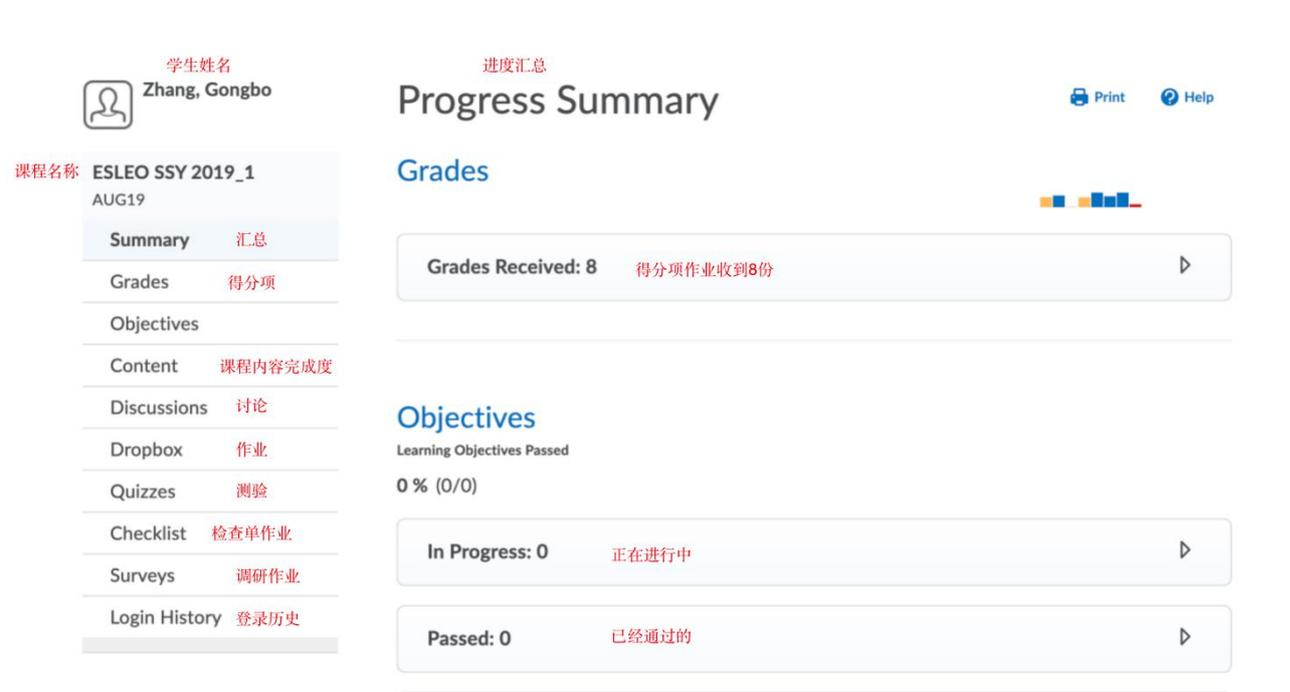 学生姓名
Zhang, Gongbo
课程名称 ESLEO SSY 2019_1
AUG19
Summary 汇总
Grades 得分项
Objectives
Content 课程内容完成度
Discussions 讨论
Dropbox 作业
Quizzes 测验
Checklist 检查单作业
Surveys 调研作业
Login History 登录历史
进度汇总
Progress Summary
Print Help
Grades
Grades Received: 8 得分项作业收到8份
Objectives
Learning Objectives Passed
0 % (0/0)
In Progress: 0 正在进行中
Passed: 0 已经通过的